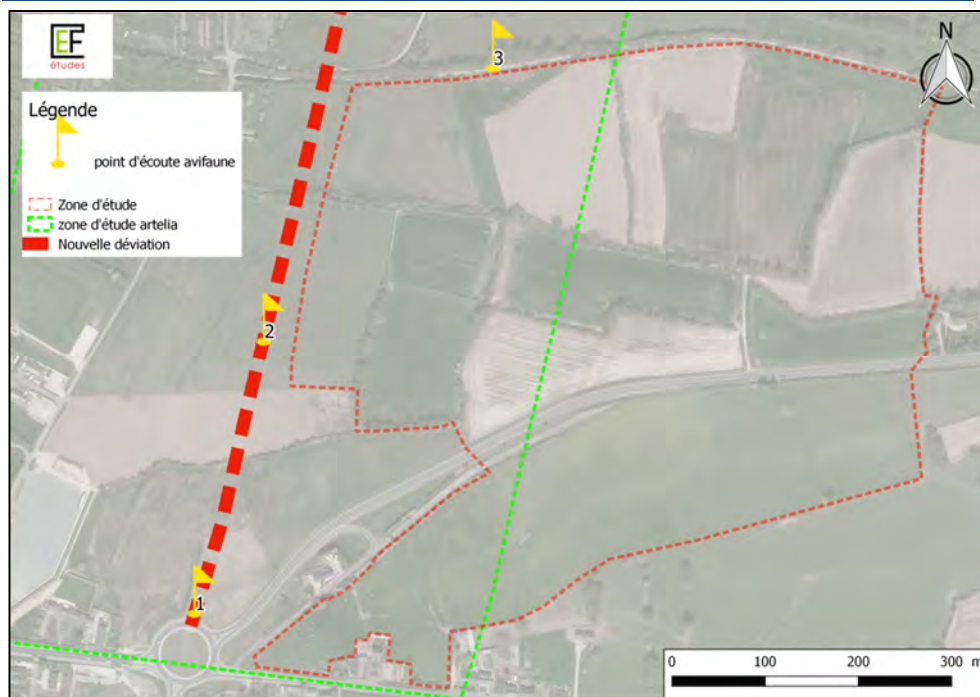 EF
études
Légende
point d'écoute avifaune
Zone d'étude
zone d'étude artelia
Nouvelle déviation
3
N
2
1
0 100 200 300 m